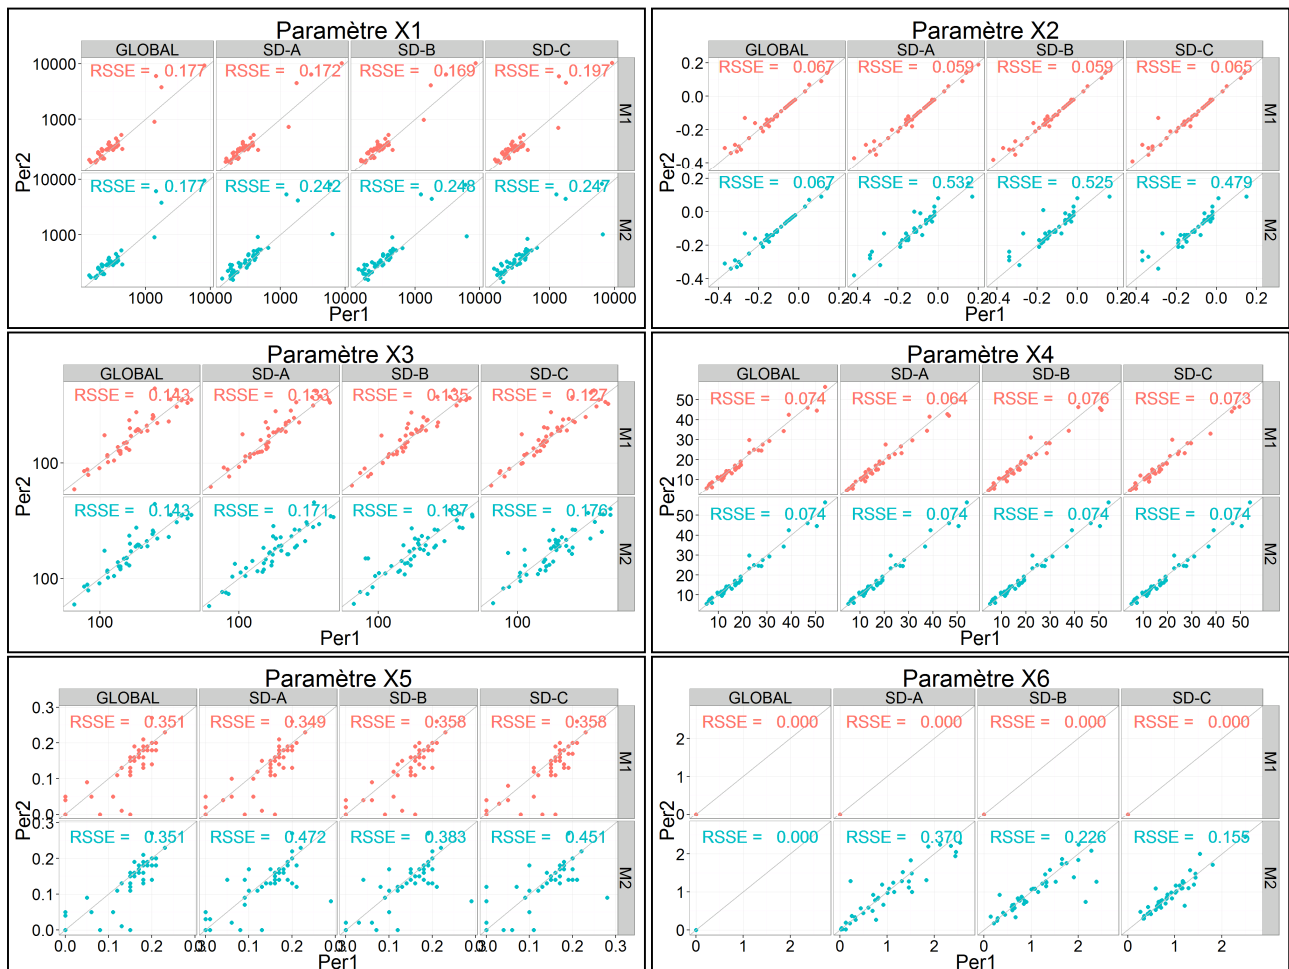 Paramètre X1
GLOBAL SD-A SD-B SD-C
10000 RSSE = 0.177 RSSE = 0.172 RSSE = 0.169 RSSE = 0.197 M1
1000
Per2
10000 RSSE = 0.177 RSSE = 0.242 RSSE = 0.248 RSSE = 0.247 M2
1000
1000 10000 1000 10000 1000 10000 1000 10000
Per1
Paramètre X2
GLOBAL SD-A SD-B SD-C
0.2 RSSE = 0.067 RSSE = 0.059 RSSE = 0.059 RSSE = 0.065 M1
0.0
-0.2
-0.4
Per2
0.2 RSSE = 0.067 RSSE = 0.532 RSSE = 0.525 RSSE = 0.479 M2
0.0
-0.2
-0.4
-0.4 -0.2 0.0 0.2 -0.4 -0.2 0.0 0.2 -0.4 -0.2 0.0 0.2 -0.4 -0.2 0.0 0.2
Per1
Paramètre X3
GLOBAL SD-A SD-B SD-C
RSSE = 0.143 RSSE = 0.133 RSSE = 0.135 RSSE = 0.127 M1
100
Per2
RSSE = 0.143 RSSE = 0.171 RSSE = 0.187 RSSE = 0.176 M2
100
100 100 100 100
Per1
Paramètre X4
GLOBAL SD-A SD-B SD-C
50 RSSE = 0.074 RSSE = 0.064 RSSE = 0.076 RSSE = 0.073 M1
40
30
20
10
Per2
50 RSSE = 0.074 RSSE = 0.074 RSSE = 0.074 RSSE = 0.074 M2
40
30
20
10
10 20 30 40 50 10 20 30 40 50 10 20 30 40 50 10 20 30 40 50
Per1
Paramètre X5
GLOBAL SD-A SD-B SD-C
0.3 RSSE = 0.351 RSSE = 0.349 RSSE = 0.358 RSSE = 0.358 M1
0.2
0.1
0.0
Per2
0.3 RSSE = 0.351 RSSE = 0.472 RSSE = 0.383 RSSE = 0.451 M2
0.2
0.1
0.0
0.0 0.1 0.2 0.3 0.0 0.1 0.2 0.3 0.0 0.1 0.2 0.3 0.0 0.1 0.2 0.3
Per1
Paramètre X6
GLOBAL SD-A SD-B SD-C
RSSE = 0.000 RSSE = 0.000 RSSE = 0.000 RSSE = 0.000 M1
2
1
0
Per2
RSSE = 0.000 RSSE = 0.370 RSSE = 0.226 RSSE = 0.155 M2
2
1
0
0 1 2 0 1 2 0 1 2 0 1 2
Per1